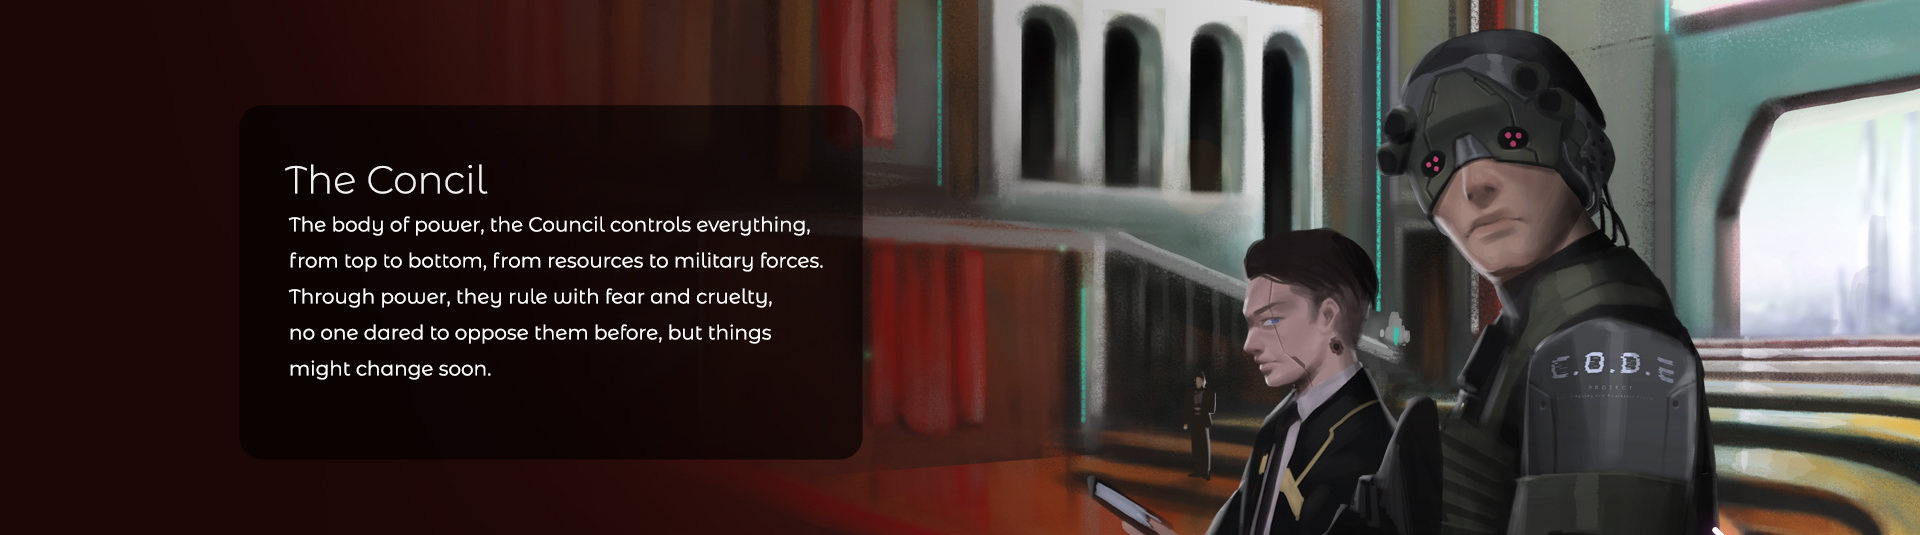 The Concil
The body of power, the Council controls everything,
from top to bottom, from resources to military forces.
Through power, they rule with fear and cruelty,
no one dared to oppose them before, but things
might change soon.
C.O.D.E
PROJECT